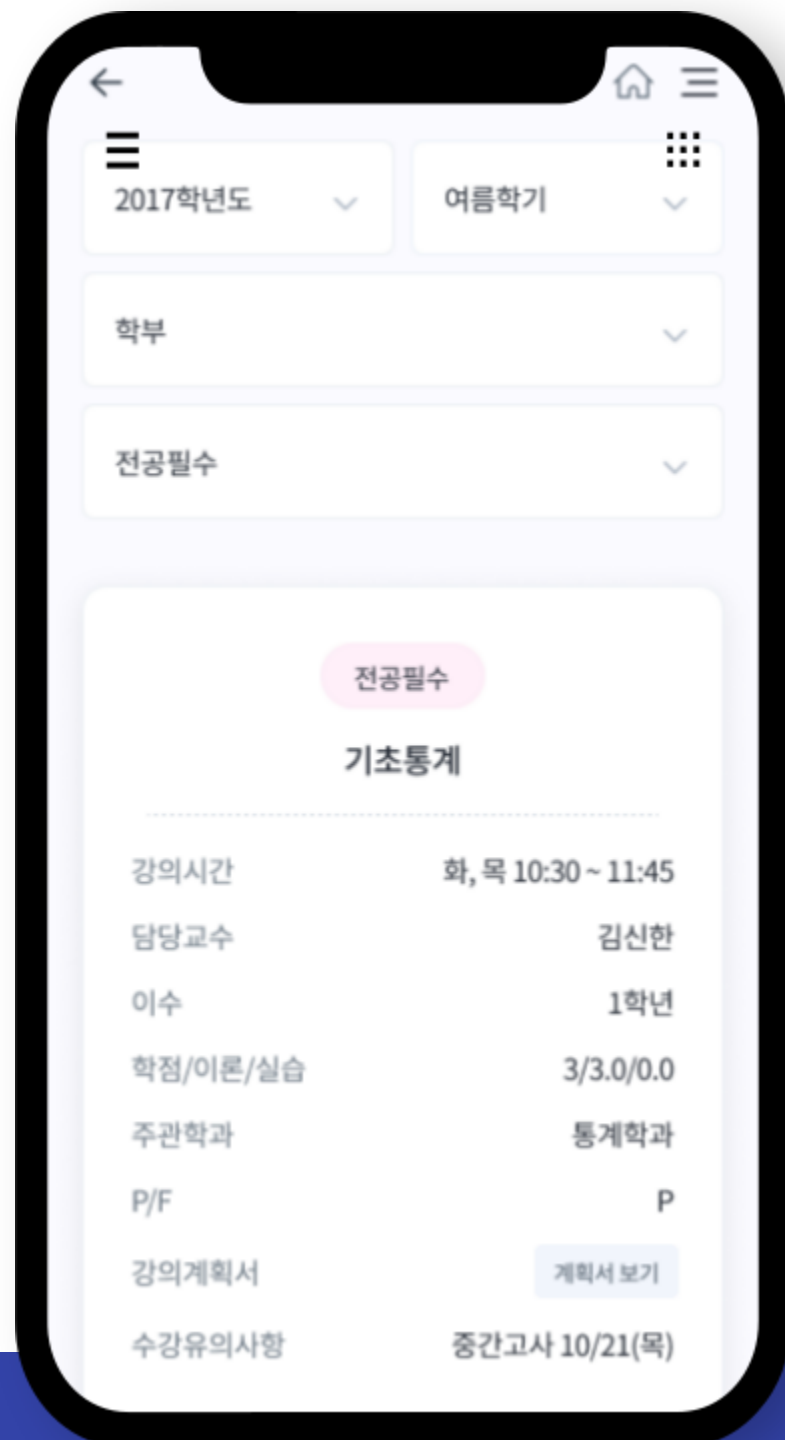 2017학년도 여름학기
학부
전공필수
전공필수
기초통계
강의시간 화, 목 10:30 ~ 11:45
담당교수 김신한
이수 1학년
학점/이론/실습 3/3.0/0.0
주관학과 통계학과
P/F P
강의계획서 계획서 보기
수강유의사항 중간고사 10/21(목)